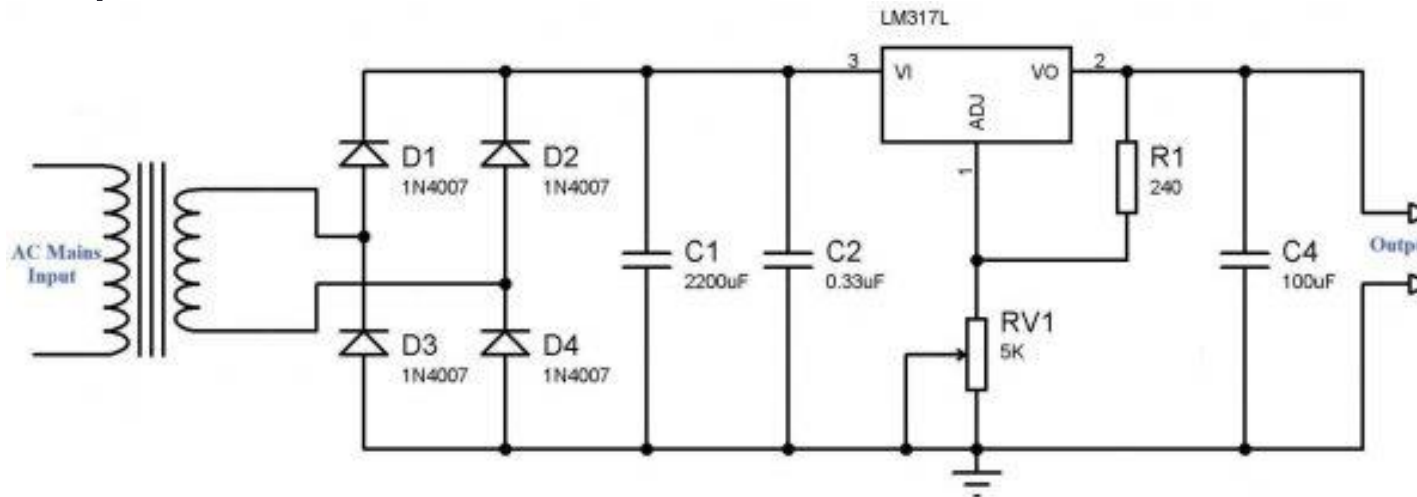 LM317L
3
VI
VO
2
ADJ
1
D1
1N4007
D2
1N4007
R1
240
AC Mains
Input
C1
2200uF
C2
0.33uF
C4
100uF
D3
1N4007
D4
1N4007
RV1
5K